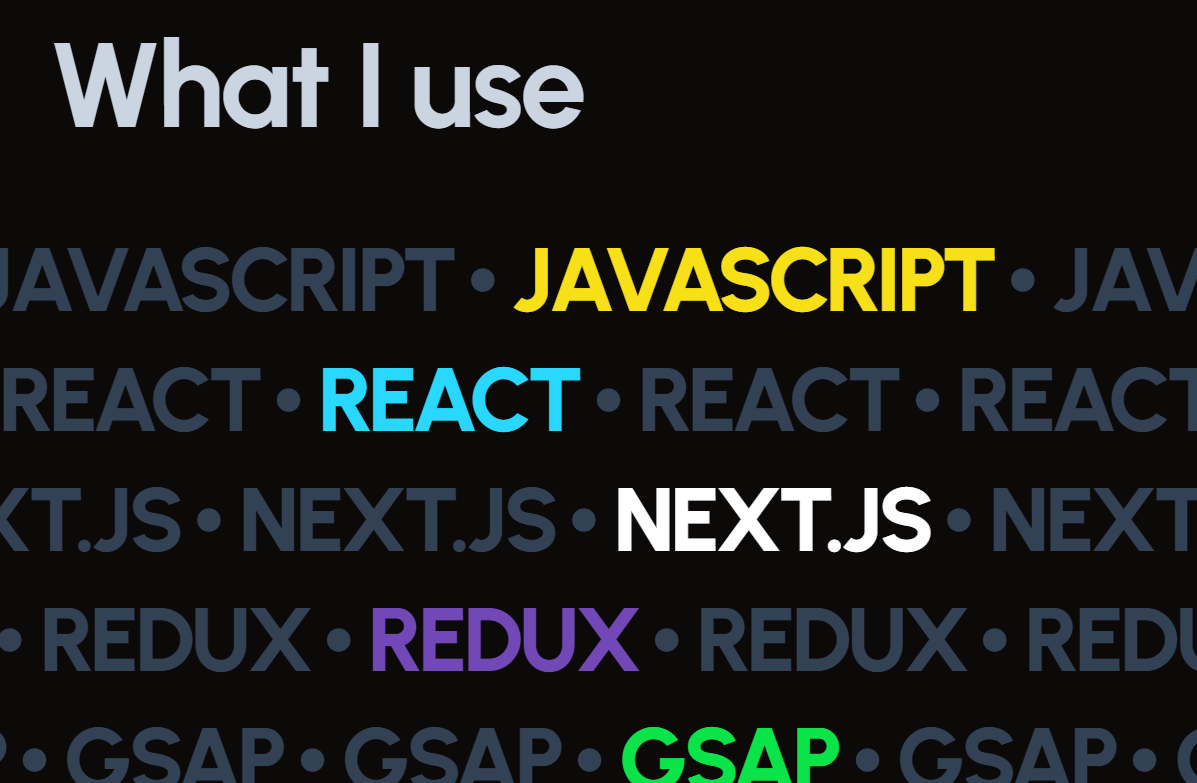 What I use
JAVASCRIPT • JAVASCRIPT • JAV
REACT • REACT • REACT • REACT
XT.JS • NEXT.JS • NEXT.JS • NEXT
• REDUX • REDUX • REDUX • REDU
• GSAP • GSAP • GSAP • GSAP •